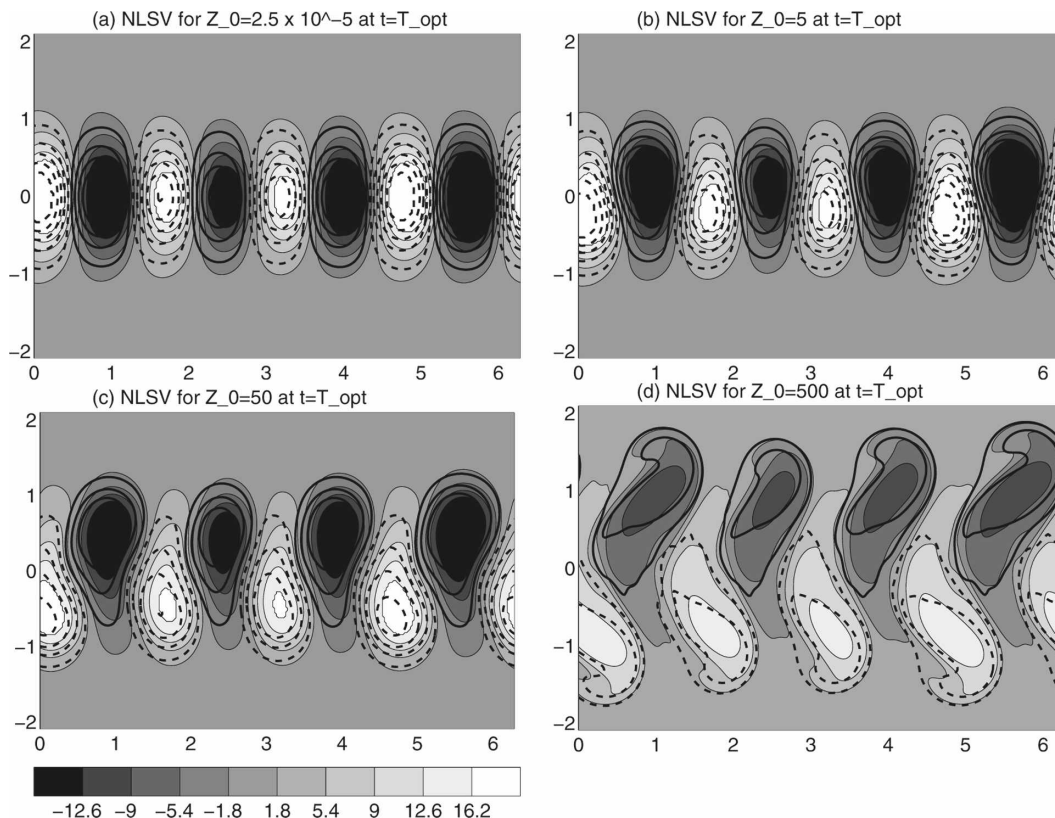 (a) NLSV for Z_0=2.5 x 10^-5 at t=T_opt
2
1
0
-1
-2
0 1 2 3 4 5 6
(b) NLSV for Z_0=5 at t=T_opt
2
1
0
-1
-2
0 1 2 3 4 5 6
(c) NLSV for Z_0=50 at t=T_opt
2
1
0
-1
-2
0 1 2 3 4 5 6
(d) NLSV for Z_0=500 at t=T_opt
2
1
0
-1
-2
0 1 2 3 4 5 6
-12.6 -9 -5.4 -1.8 1.8 5.4 9 12.6 16.2